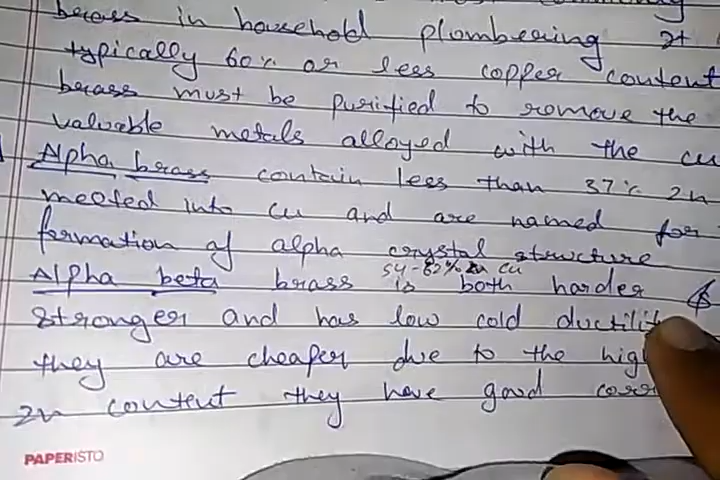 brass in household plumbering It
typically 60% or less copper content
brass must be purified to remove the
valuable metals alloyed with the cu
Alpha brass contain less than 37% Zn
melted into cu and are named for
formation of alpha crystal structure
54-62% cu
Alpha beta brass is both harder &
stronger and has low cold ductilit
they are cheaper due to the hig
Zn content they have good corr
PAPERISTO